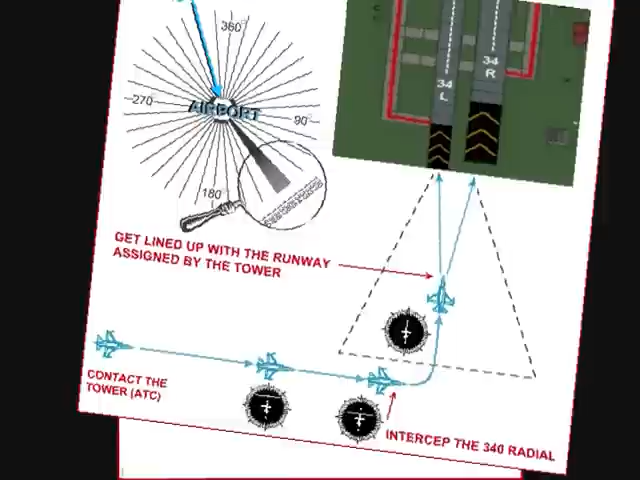 360°
270°
AIRPORT
90°
180
34
L
34
R
GET LINED UP WITH THE RUNWAY
ASSIGNED BY THE TOWER
CONTACT THE
TOWER (ATC)
INTERCEP THE 340 RADIAL